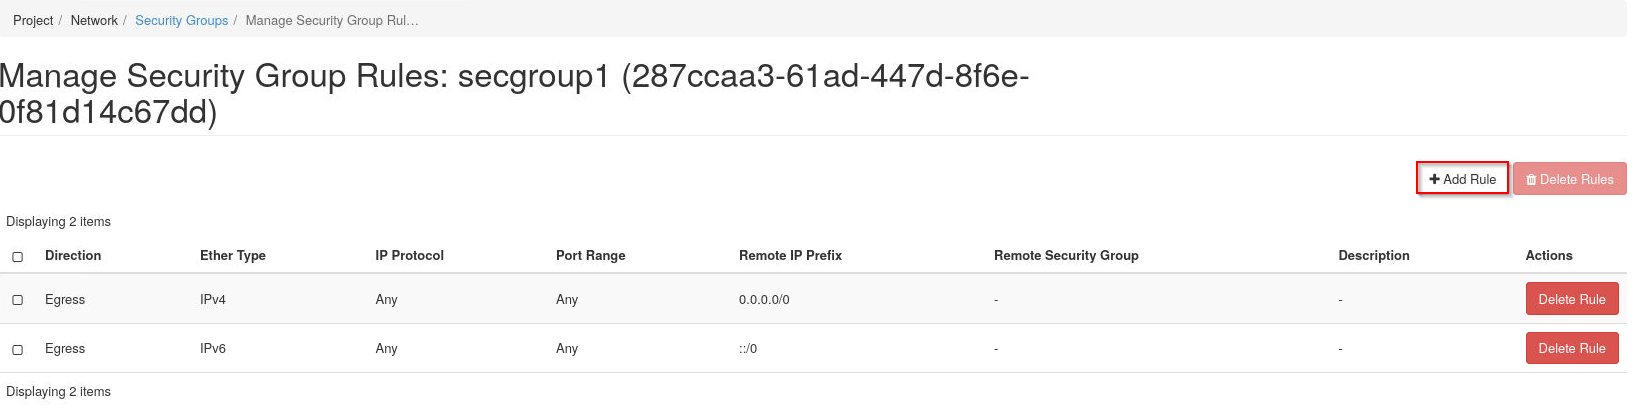 Project / Network / Security Groups / Manage Security Group Rul...
Manage Security Group Rules: secgroup1 (287ccaa3-61ad-447d-8f6e-
0f81d14c67dd)
Add Rule Delete Rules
Displaying 2 items
Direction Ether Type IP Protocol Port Range Remote IP Prefix Remote Security Group Description Actions
Egress IPv4 Any Any 0.0.0.0/0 - - Delete Rule
Egress IPv6 Any Any ::/0 - - Delete Rule
Displaying 2 items